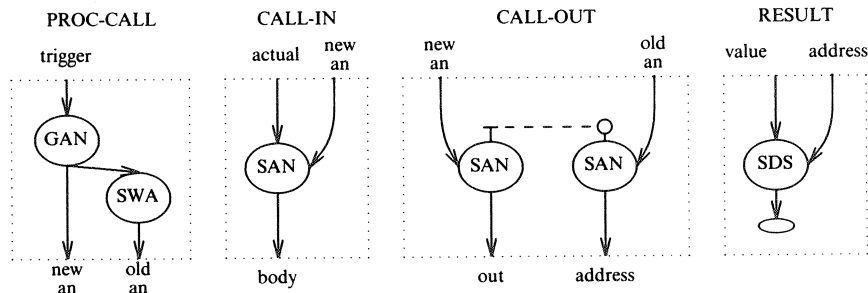 PROC-CALL CALL-IN CALL-OUT RESULT
trigger actual new an new an old an value address
GAN SAN SAN SAN SDS
SWA
new an old an body out address